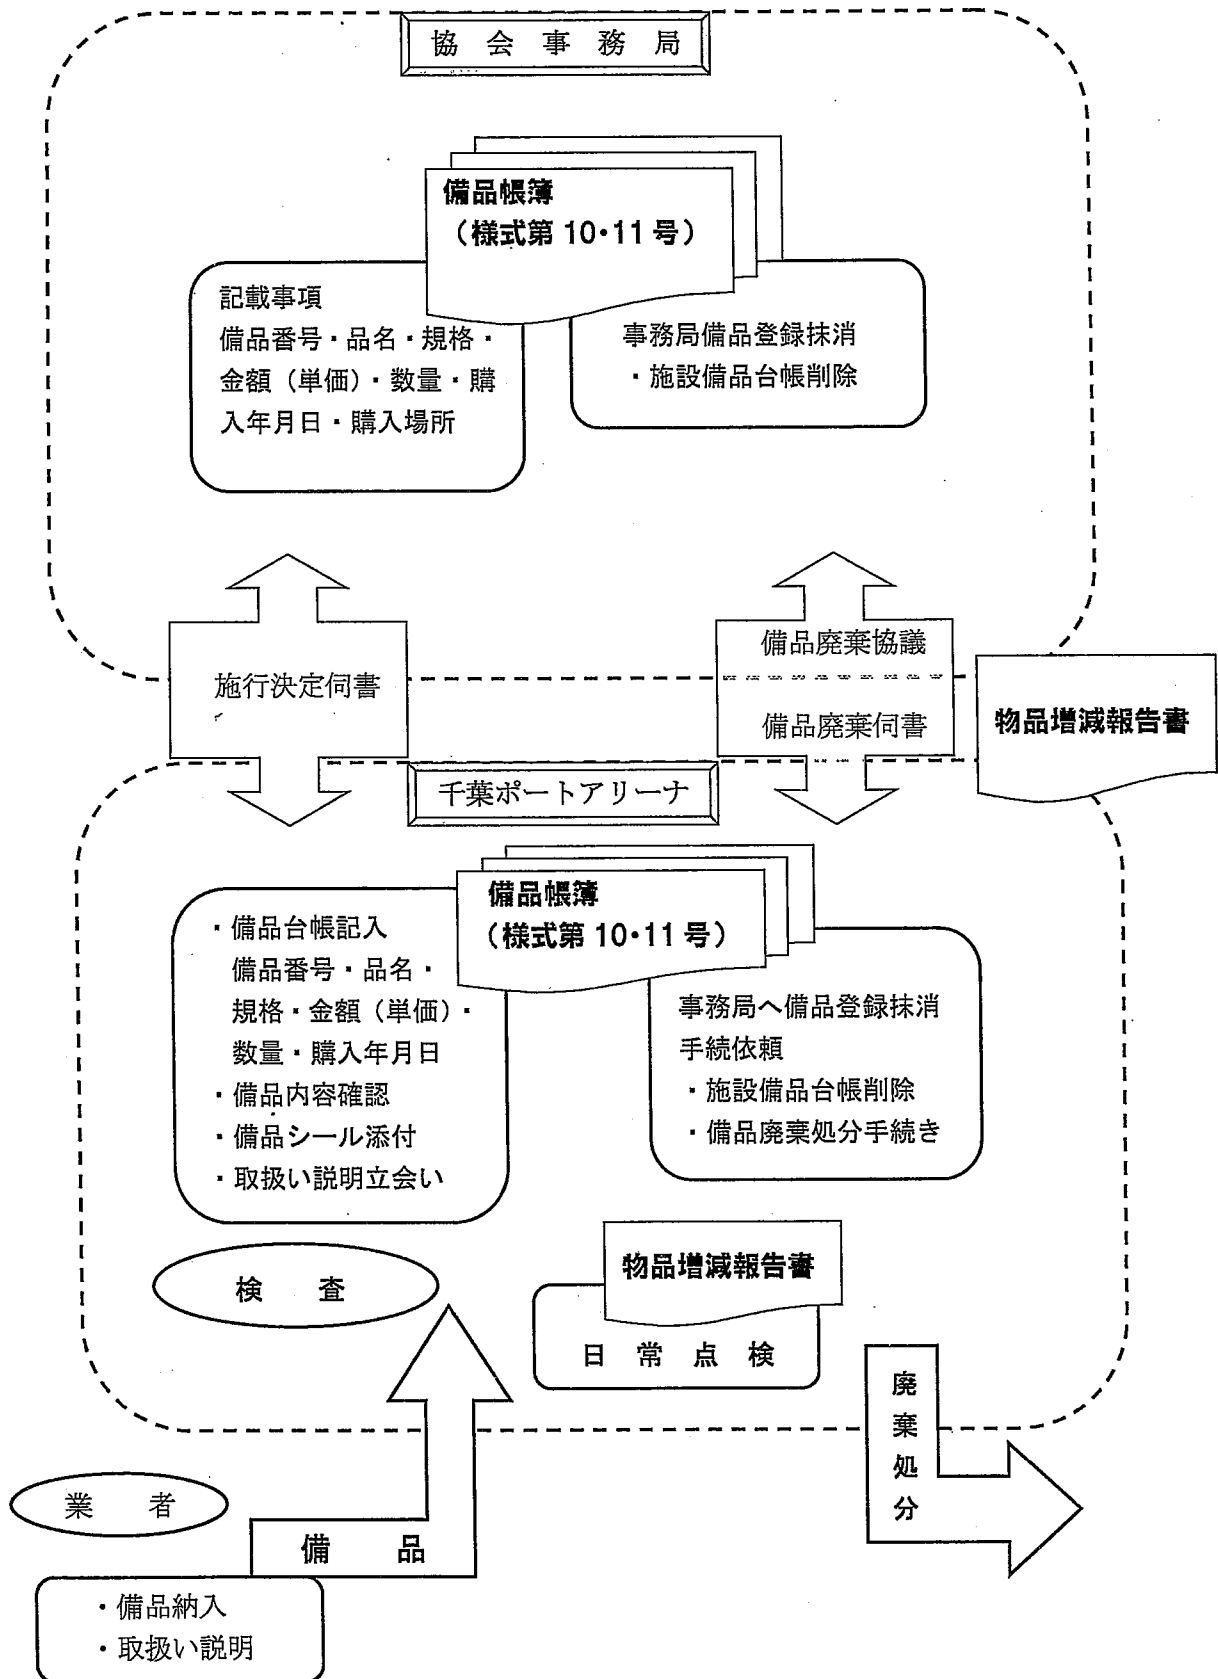 協会事務局
備品帳簿
（様式第 10・11 号）
記載事項
備品番号・品名・規格・
金額（単価）・数量・購
入年月日・購入場所
事務局備品登録抹消
・施設備品台帳削除
施行決定伺書
備品廃棄協議
備品廃棄伺書
物品増減報告書
千葉ポートアリーナ
備品帳簿
（様式第 10・11 号）
・備品台帳記入
備品番号・品名・
規格・金額（単価）・
数量・購入年月日
・備品内容確認
・備品シール添付
・取扱い説明立会い
事務局へ備品登録抹消
手続依頼
・施設備品台帳削除
・備品廃棄処分手続き
検査
物品増減報告書
日常点検
廃棄処分
業者
備品
・備品納入
・取扱い説明